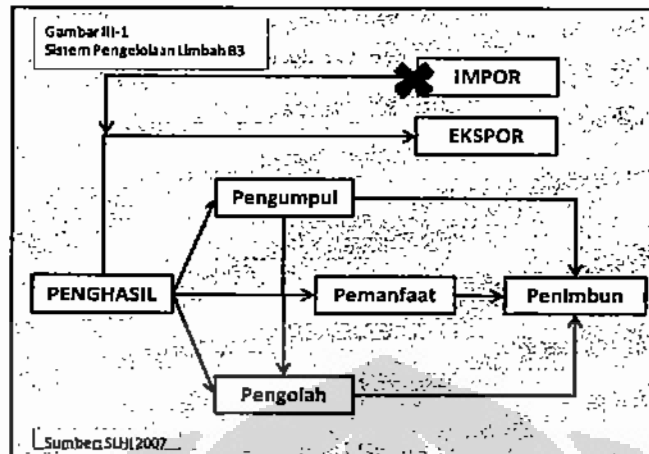 Gambar III-1
Sistem Pengelolaan Limbah B3
IMPOR
EKSPOR
Pengumpul
PENGHASIL
Pemanfaat
Penimbun
Pengolah
Sumber: SLHI 2007